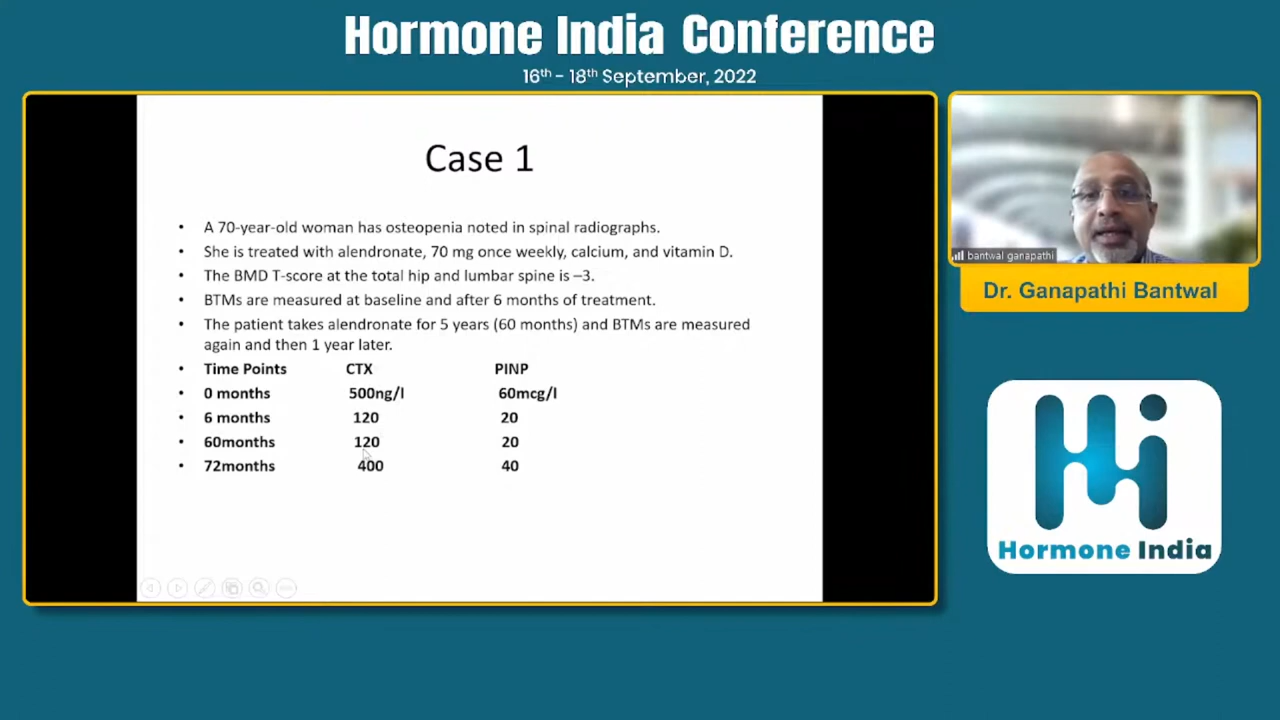 Hormone India Conference
16th - 18th September, 2022
Case 1
• A 70-year-old woman has osteopenia noted in spinal radiographs.
• She is treated with alendronate, 70 mg once weekly, calcium, and vitamin D.
• The BMD T-score at the total hip and lumbar spine is –3.
• BTMs are measured at baseline and after 6 months of treatment.
• The patient takes alendronate for 5 years (60 months) and BTMs are measured
again and then 1 year later.
• Time Points CTX PINP
• 0 months 500ng/l 60mcg/l
• 6 months 120 20
• 60months 120 20
• 72months 400 40
bantwal ganapathi
Dr. Ganapathi Bantwal
Hormone India